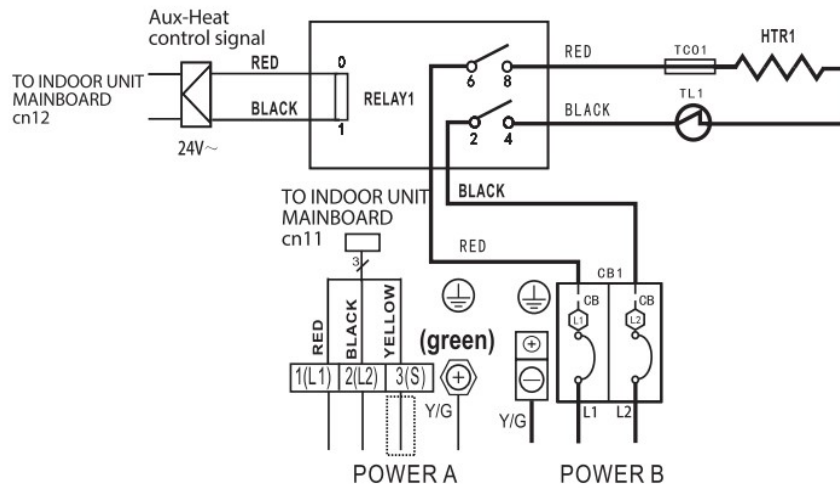 Aux-Heat
control signal
TO INDOOR UNIT
MAINBOARD
cn12
RED
BLACK
24V~
0
1
RELAY1
6
8
2
4
RED
TCO1
HTR1
BLACK
TL1
BLACK
RED
TO INDOOR UNIT
MAINBOARD
cn11
3
RED
BLACK
YELLOW
(green)
1(L1)
2(L2)
3(S)
Y/G
Y/G
CB1
CB
CB
L1
L2
L1
L2
POWER A
POWER B